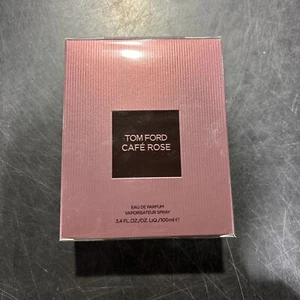 TOM FORD
CAFÉ ROSE
EAU DE PARFUM
VAPORISATEUR SPRAY
3.4 FL.OZ./OZ. LIQ./100ml ℮